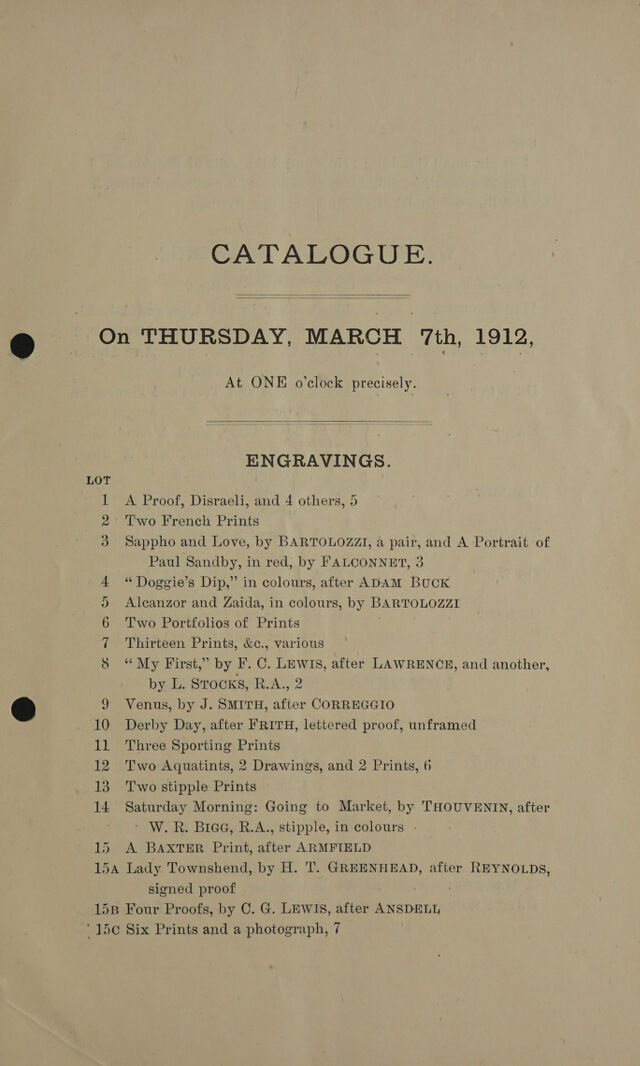 CATALOGUE.
On THURSDAY, MARCH 7th, 1912,
At ONE o'clock precisely.
ENGRAVINGS.
LOT
1 A Proof, Disraeli, and 4 others, 5
2 Two French Prints
3 Sappho and Love, by BARTOLOZZI, a pair, and A Portrait of
Paul Sandby, in red, by FALCONNET, 3
4 “Doggie's Dip,” in colours, after ADAM BUCK
5 Alcanzor and Zaida, in colours, by BARTOLOZZI
6 Two Portfolios of Prints
7 Thirteen Prints, &c., various
8 “My First,” by F. C. LEWIS, after LAWRENCE, and another,
by L. STOCKS, R.A., 2
9 Venus, by J. SMITH, after CORREGGIO
10 Derby Day, after FRITH, lettered proof, unframed
11 Three Sporting Prints
12 Two Aquatints, 2 Drawings, and 2 Prints, 6
13 Two stipple Prints
14 Saturday Morning: Going to Market, by THOUVENIN, after
W. R. BIGG, R.A., stipple, in colours
15 A BAXTER Print, after ARMFIELD
15A Lady Townshend, by H. T. GREENHEAD, after REYNOLDS,
signed proof
15B Four Proofs, by C. G. LEWIS, after ANSDELL
15C Six Prints and a photograph, 7